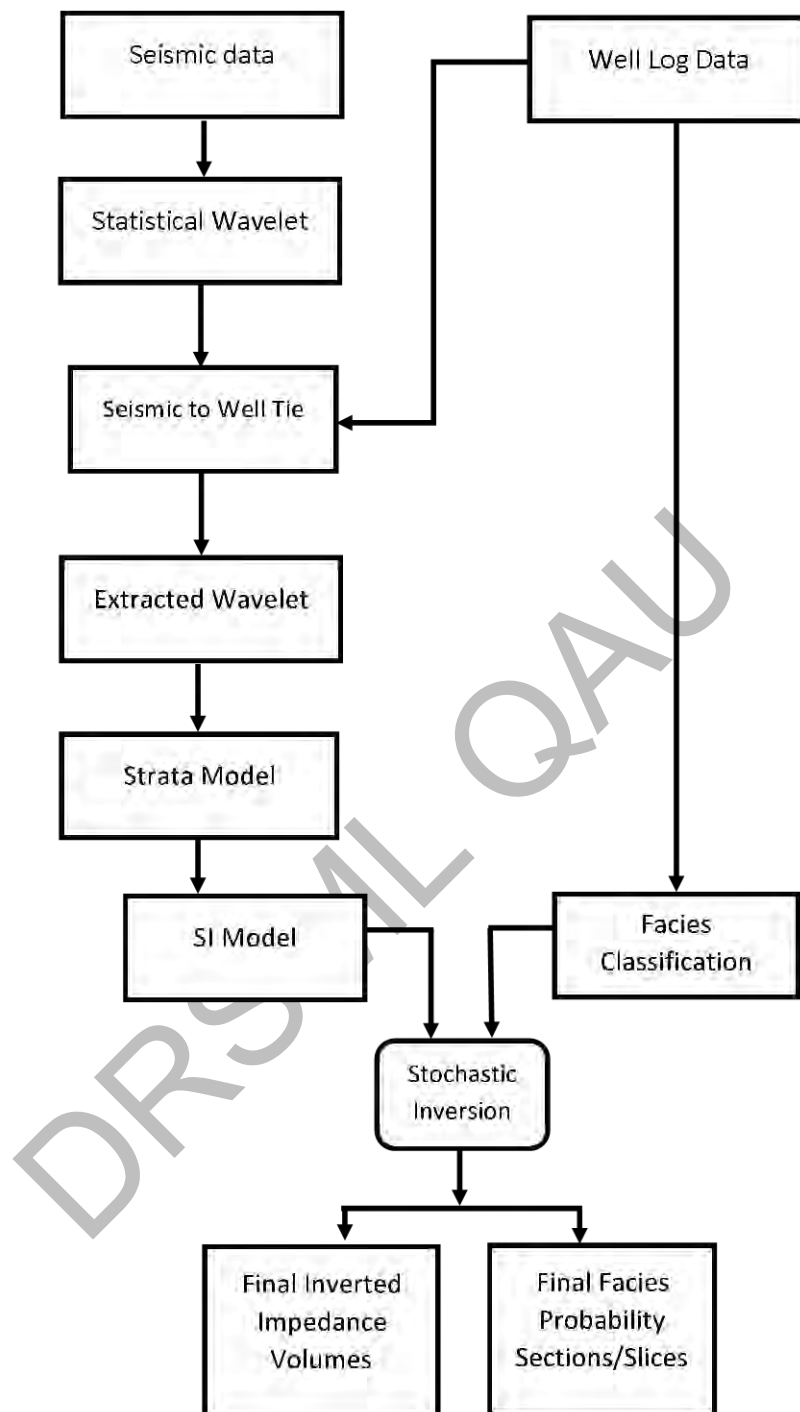 Seismic data
Well Log Data
Statistical Wavelet
Seismic to Well Tie
Extracted Wavelet
Strata Model
SI Model
Facies
Classification
Stochastic
Inversion
Final Inverted
Impedance
Volumes
Final Facies
Probability
Sections/Slices
DRSML QAU